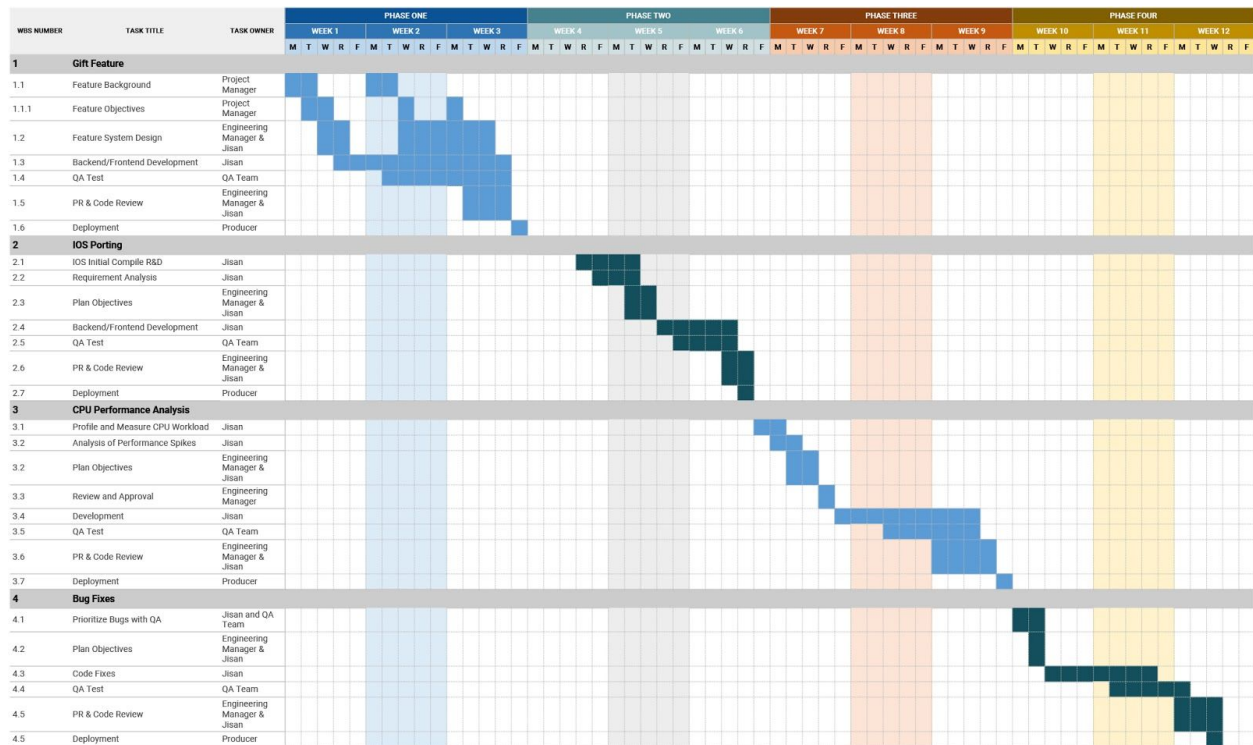 PHASE ONE PHASE TWO PHASE THREE PHASE FOUR
WBS NUMBER TASK TITLE TASK OWNER WEEK 1 WEEK 2 WEEK 3 WEEK 4 WEEK 5 WEEK 6 WEEK 7 WEEK 8 WEEK 9 WEEK 10 WEEK 11 WEEK 12
M T W R F M T W R F M T W R F M T W R F M T W R F M T W R F M T W R F M T W R F M T W R F M T W R F M T W R F M T W R F
1 Gift Feature
1.1 Feature Background Project
Manager
1.1.1 Feature Objectives Project
Manager
1.2 Feature System Design Engineering
Manager &
Jisan
1.3 Backend/Frontend Development Jisan
1.4 QA Test QA Team
1.5 PR & Code Review Engineering
Manager &
Jisan
1.6 Deployment Producer
2 IOS Porting
2.1 IOS Initial Compile R&D Jisan
2.2 Requirement Analysis Jisan
2.3 Plan Objectives Engineering
Manager &
Jisan
2.4 Backend/Frontend Development Jisan
2.5 QA Test QA Team
2.6 PR & Code Review Engineering
Manager &
Jisan
2.7 Deployment Producer
3 CPU Performance Analysis
3.1 Profile and Measure CPU Workload Jisan
3.2 Analysis of Performance Spikes Jisan
3.2 Plan Objectives Engineering
Manager &
Jisan
3.3 Review and Approval Engineering
Manager
3.4 Development Jisan
3.5 QA Test QA Team
3.6 PR & Code Review Engineering
Manager &
Jisan
3.7 Deployment Producer
4 Bug Fixes
4.1 Prioritize Bugs with QA Jisan and QA
Team
4.2 Plan Objectives Engineering
Manager &
Jisan
4.3 Code Fixes Jisan
4.4 QA Test QA Team
4.5 PR & Code Review Engineering
Manager &
Jisan
4.5 Deployment Producer